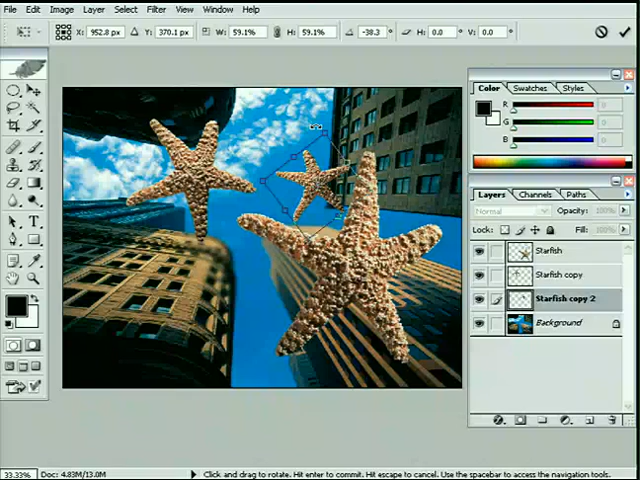 File Edit Image Layer Select Filter View Window Help
X: 952.8 px Y: 370.1 px W: 59.1% H: 59.1% -38.3 H: 0.0 V: 0.0
Color Swatches Styles
R 0
G 0
B 0
Layers Channels Paths
Normal Opacity: 100%
Lock: Fill: 100%
Starfish
Starfish copy
Starfish copy 2
Background
33.33% Doc: 4.83M/13.0M Click and drag to rotate. Hit enter to commit. Hit escape to cancel. Use the spacebar to access the navigation tools.